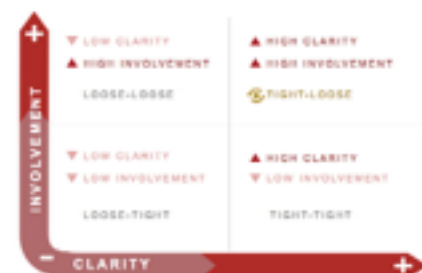 +
▼ LOW CLARITY
▲ HIGH INVOLVEMENT
LOOSE-LOOSE
▲ HIGH CLARITY
▲ HIGH INVOLVEMENT
TIGHT-LOOSE
▼ LOW CLARITY
▼ LOW INVOLVEMENT
LOOSE-TIGHT
▲ HIGH CLARITY
▼ LOW INVOLVEMENT
TIGHT-TIGHT
INVOLVEMENT
−
CLARITY
+